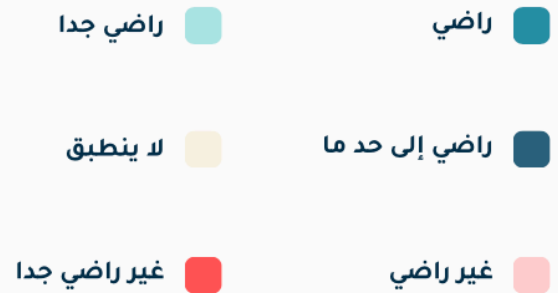 راضي
راضي جدا
راضي إلى حد ما
لا ينطبق
غير راضي
غير راضي جدا